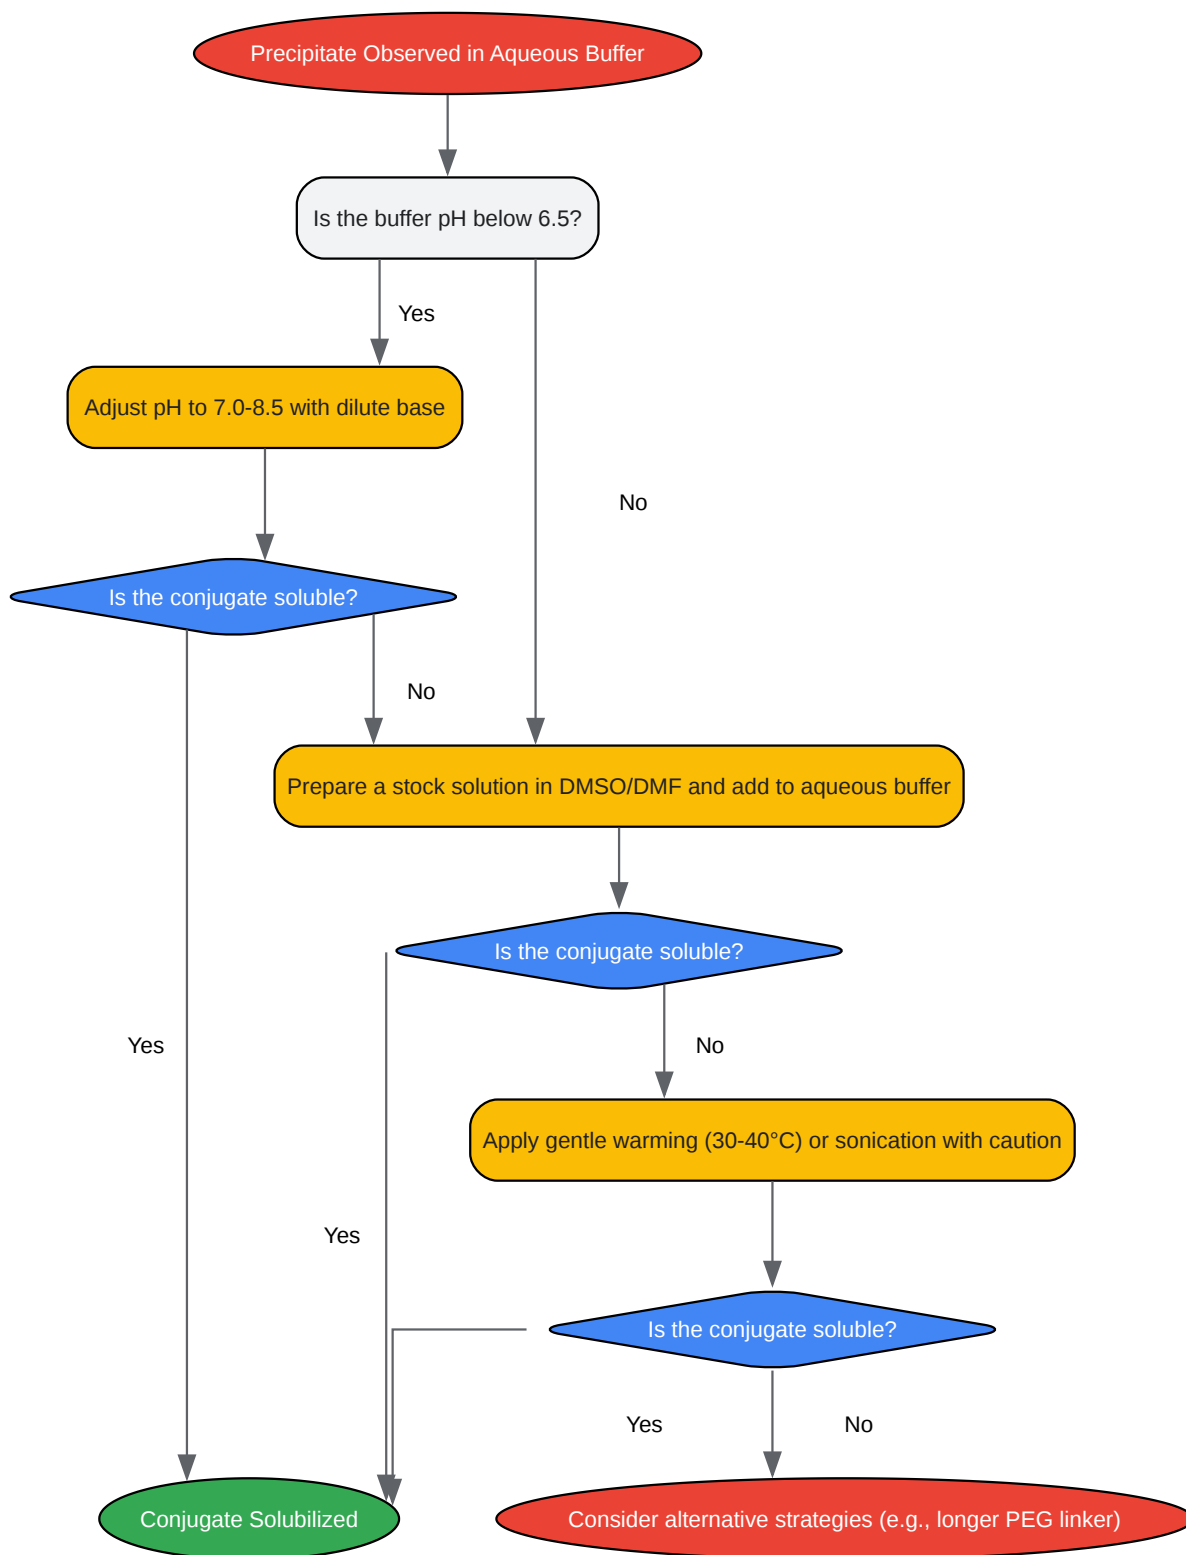 Precipitate Observed in Aqueous Buffer
Is the buffer pH below 6.5?
Yes
Adjust pH to 7.0-8.5 with dilute base
No
Is the conjugate soluble?
No
Prepare a stock solution in DMSO/DMF and add to aqueous buffer
Is the conjugate soluble?
Yes
No
Apply gentle warming (30-40°C) or sonication with caution
Yes
Is the conjugate soluble?
Yes
No
Conjugate Solubilized
Consider alternative strategies (e.g., longer PEG linker)